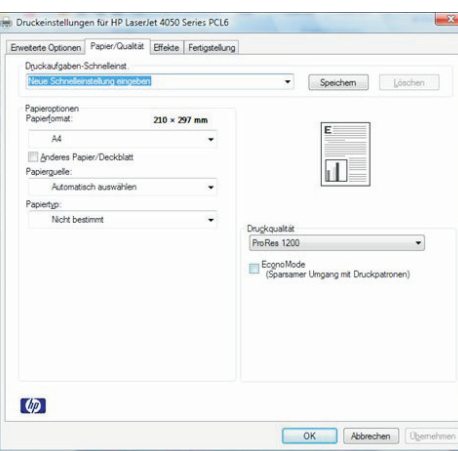 Druckeinstellungen für HP LaserJet 4050 Series PCL6
Erweiterte Optionen Papier/Qualität Effekte Fertigstellung
Druckaufgaben-Schnelleinst.
Neue Schnelleinstellung eingeben Speichern Löschen
Papieroptionen
Papierformat: 210 × 297 mm
A4
Anderes Papier/Deckblatt
Papierquelle:
Automatisch auswählen
Papiertyp:
Nicht bestimmt
E
Druckqualität
ProRes 1200
EconoMode
(Sparsamer Umgang mit Druckpatronen)
hp
OK Abbrechen Übernehmen